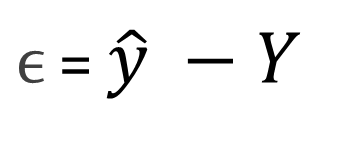 ϵ = ŷ − Y